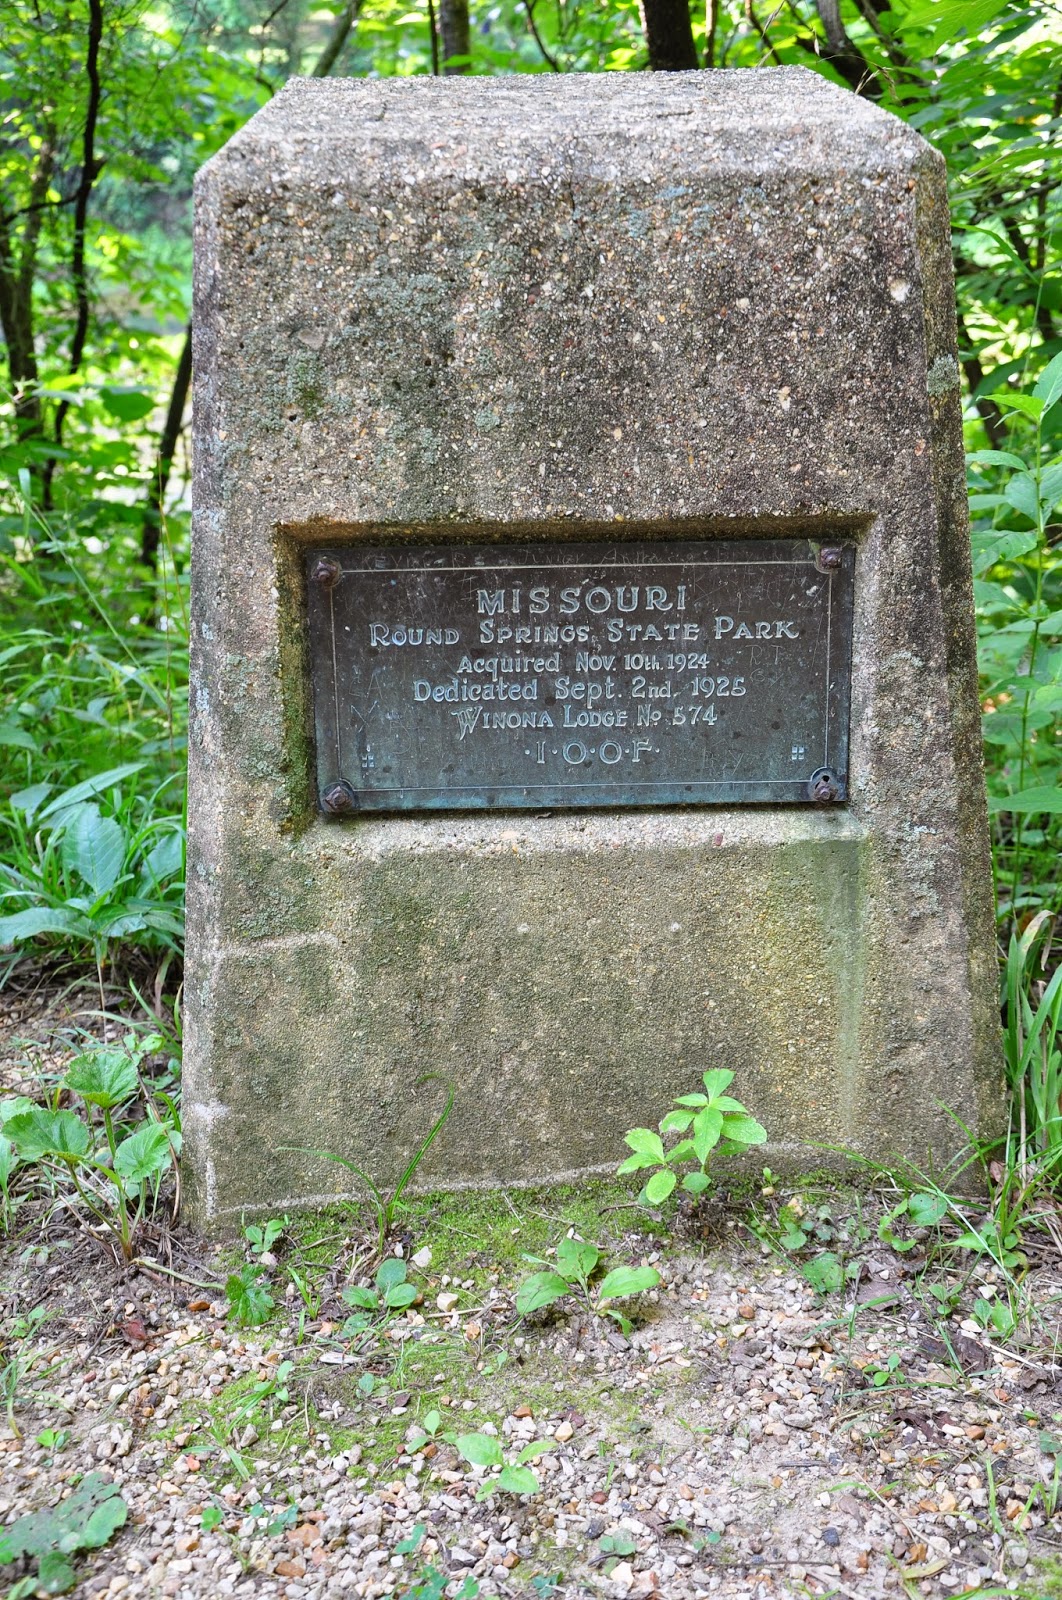 MISSOURI
ROUND SPRINGS STATE PARK
Acquired Nov. 10th. 1924
Dedicated Sept. 2nd. 1925
WINONA LODGE No 574
·I·O·O·F·